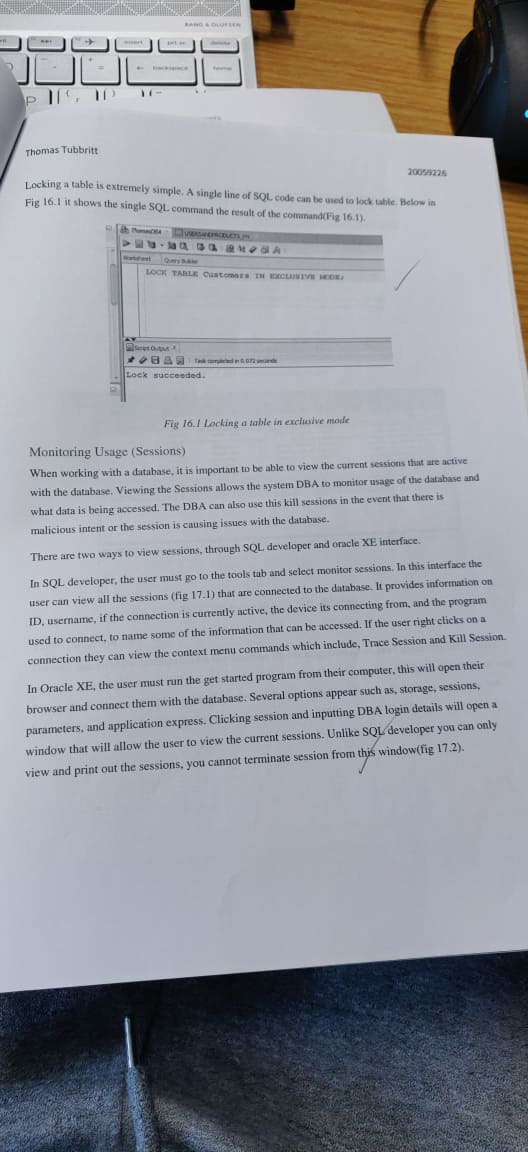 BANG & OLUFSEN
insert
prt sc
delete
backspace
home
P
Thomas Tubbritt
20059226
Locking a table is extremely simple. A single line of SQL code can be used to lock table. Below in
Fig 16.1 it shows the single SQL command the result of the command(Fig 16.1).
Worksheet Query Builder
LOCK TABLE Customers IN EXCLUSIVE MODE;
Script Output x
Task completed in 0.072 seconds
Lock succeeded.
Fig 16.1 Locking a table in exclusive mode
Monitoring Usage (Sessions)
When working with a database, it is important to be able to view the current sessions that are active
with the database. Viewing the Sessions allows the system DBA to monitor usage of the database and
what data is being accessed. The DBA can also use this kill sessions in the event that there is
malicious intent or the session is causing issues with the database.
There are two ways to view sessions, through SQL developer and oracle XE interface.
In SQL developer, the user must go to the tools tab and select monitor sessions. In this interface the
user can view all the sessions (fig 17.1) that are connected to the database. It provides information on
ID, username, if the connection is currently active, the device its connecting from, and the program
used to connect, to name some of the information that can be accessed. If the user right clicks on a
connection they can view the context menu commands which include, Trace Session and Kill Session.
In Oracle XE, the user must run the get started program from their computer, this will open their
browser and connect them with the database. Several options appear such as, storage, sessions,
parameters, and application express. Clicking session and inputting DBA login details will open a
window that will allow the user to view the current sessions. Unlike SQL developer you can only
view and print out the sessions, you cannot terminate session from this window(fig 17.2).